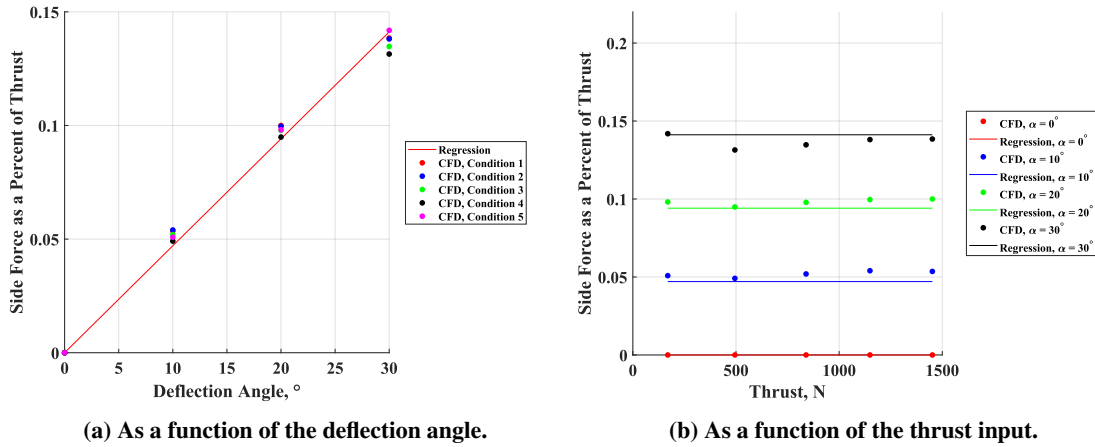 0.15
0.1
0.05
0
Side Force as a Percent of Thrust
0
5
10
15
20
25
30
Deflection Angle, °
Regression
CFD, Condition 1
CFD, Condition 2
CFD, Condition 3
CFD, Condition 4
CFD, Condition 5
(a) As a function of the deflection angle.
0.2
0.15
0.1
0.05
0
Side Force as a Percent of Thrust
0
500
1000
1500
Thrust, N
CFD, α = 0°
Regression, α = 0°
CFD, α = 10°
Regression, α = 10°
CFD, α = 20°
Regression, α = 20°
CFD, α = 30°
Regression, α = 30°
(b) As a function of the thrust input.